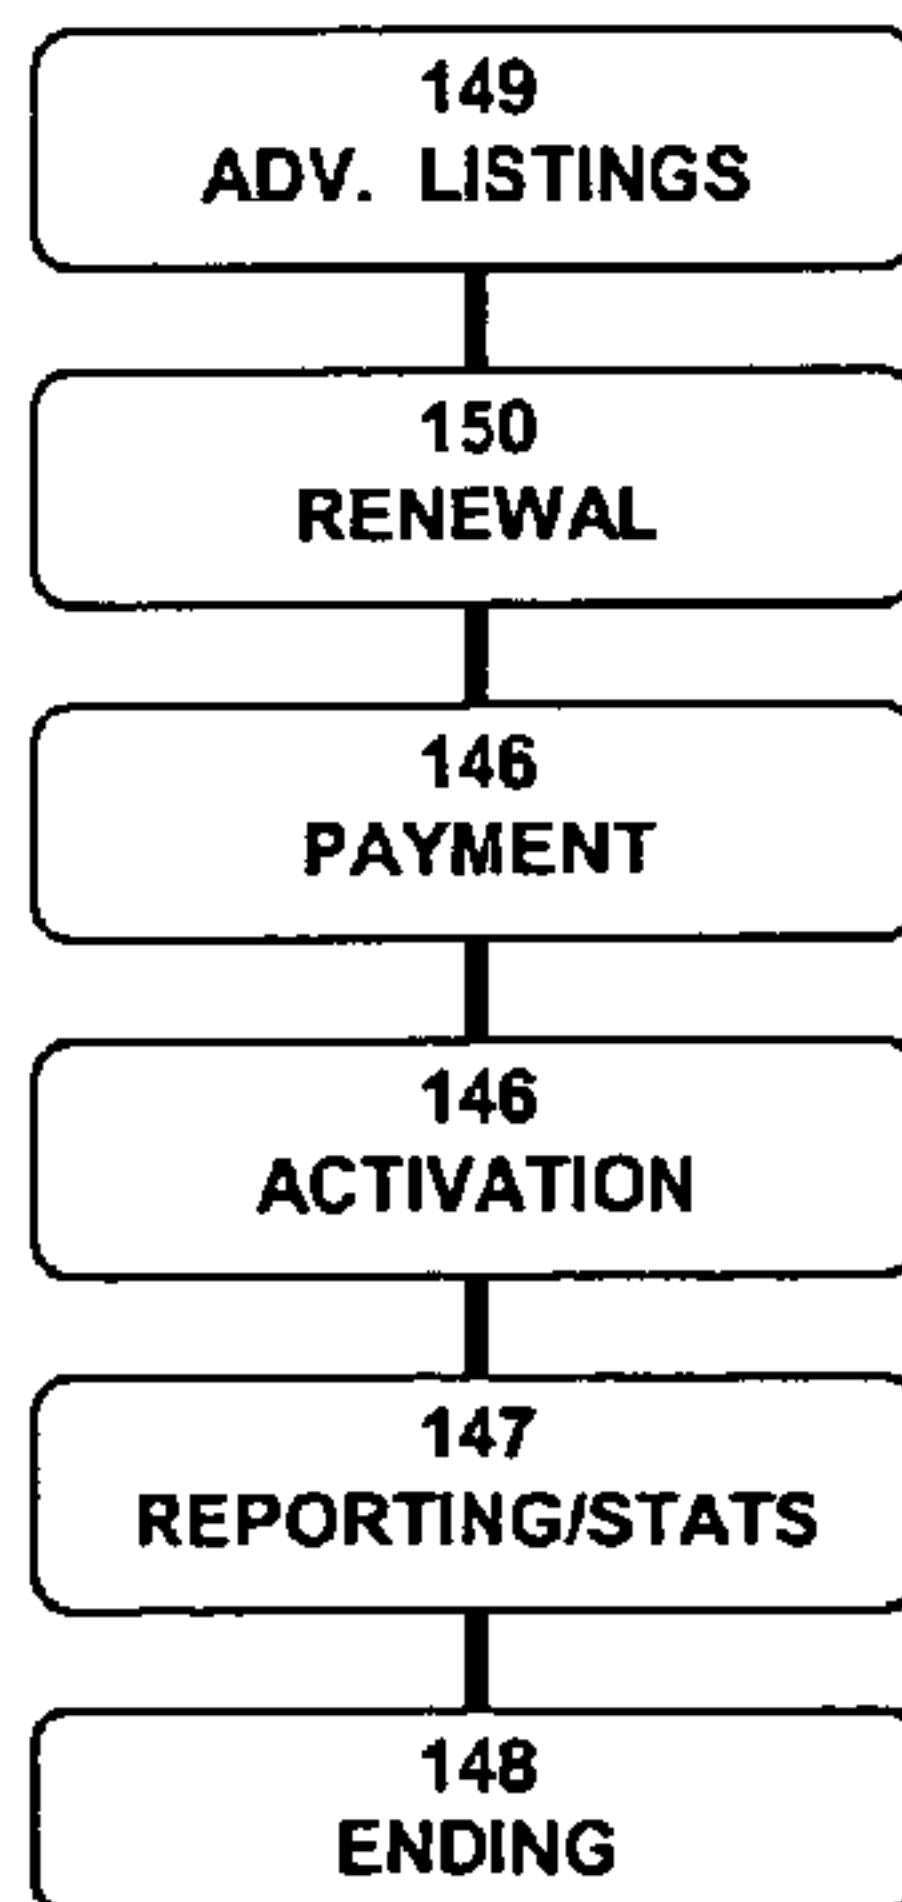 149
ADV. LISTINGS
150
RENEWAL
146
PAYMENT
146
ACTIVATION
147
REPORTING/STATS
148
ENDING